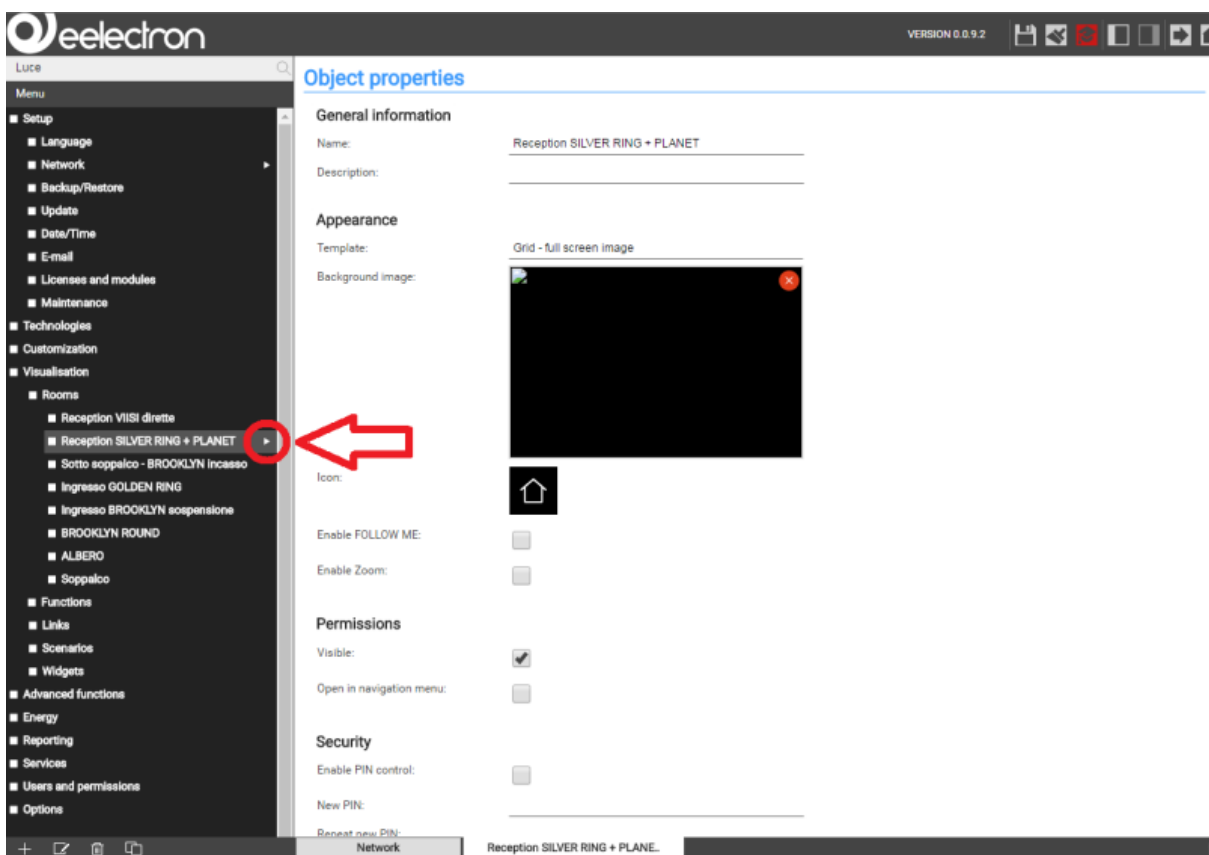 eelectron
VERSION 0.0.9.2
Luce
Menu
Setup
Language
Network
Backup/Restore
Update
Date/Time
E-mail
Licenses and modules
Maintenance
Technologies
Customization
Visualisation
Rooms
Reception VIISI dirette
Reception SILVER RING + PLANET
Sotto soppalco - BROOKLYN incasso
Ingresso GOLDEN RING
Ingresso BROOKLYN sospensione
BROOKLYN ROUND
ALBERO
Soppalco
Functions
Links
Scenarios
Widgets
Advanced functions
Energy
Reporting
Services
Users and permissions
Options
Object properties
General information
Name: Reception SILVER RING + PLANET
Description:
Appearance
Template: Grid - full screen image
Background image:
Icon:
Enable FOLLOW ME:
Enable Zoom:
Permissions
Visible:
Open in navigation menu:
Security
Enable PIN control:
New PIN:
Repeat new PIN:
Network
Reception SILVER RING + PLANE...